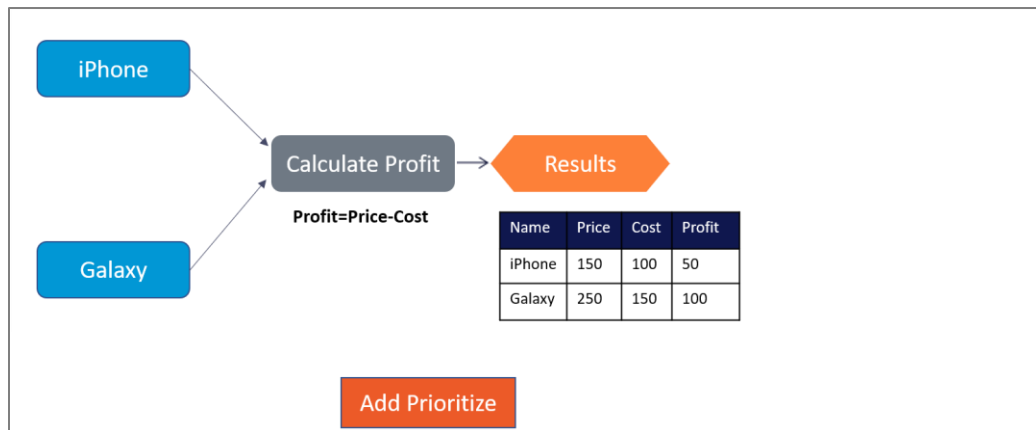 iPhone
Calculate Profit
Results
Profit=Price-Cost
Name Price Cost Profit
iPhone 150 100 50
Galaxy 250 150 100
Galaxy
Add Prioritize